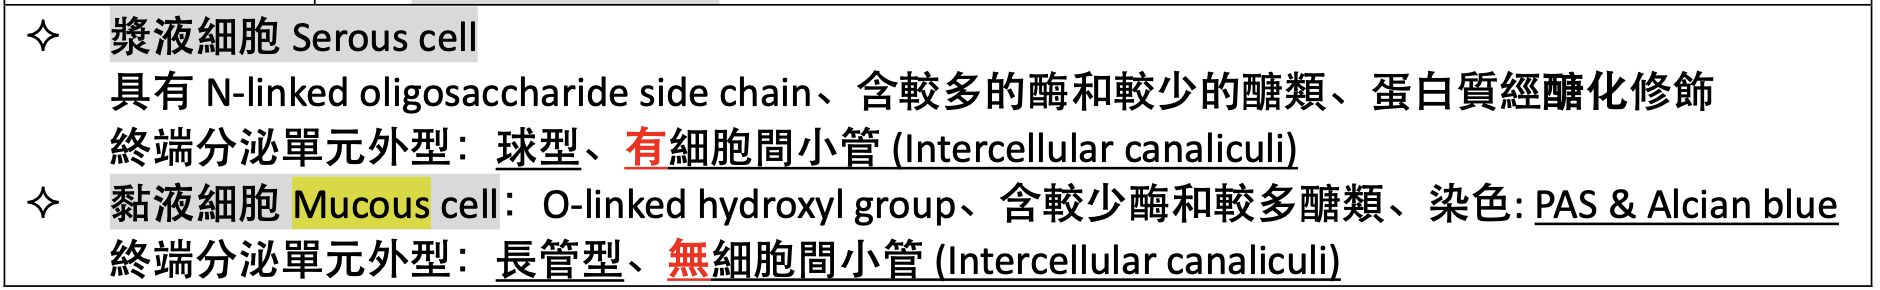 ✧ 漿液細胞 Serous cell
具有 N-linked oligosaccharide side chain、含較多的酶和較少的醣類、蛋白質經醣化修飾
終端分泌單元外型：球型、有細胞間小管 (Intercellular canaliculi)
✧ 黏液細胞 Mucous cell：O-linked hydroxyl group、含較少酶和較多醣類、染色: PAS & Alcian blue
終端分泌單元外型：長管型、無細胞間小管 (Intercellular canaliculi)